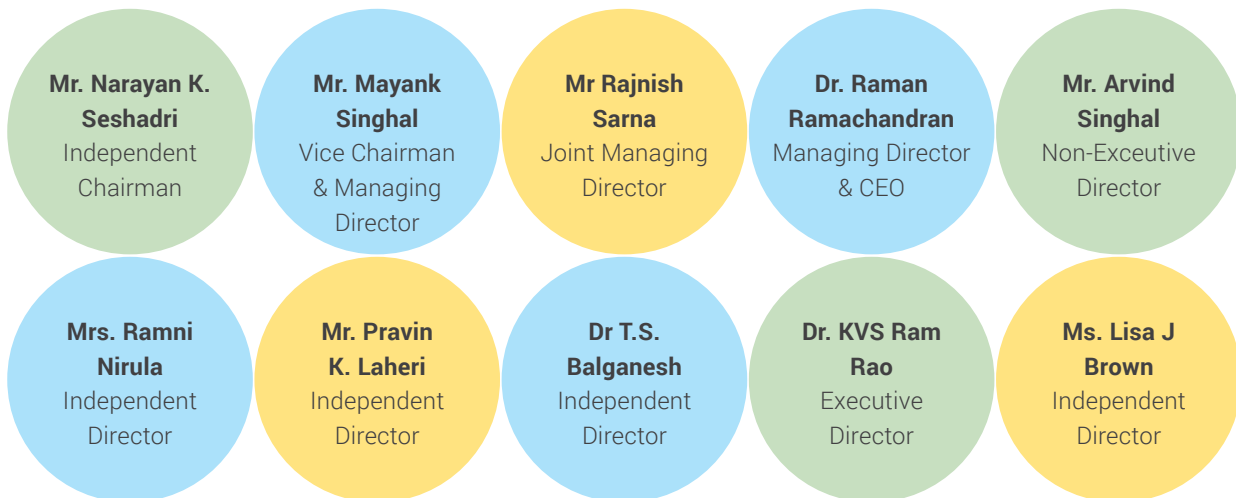 Mr. Narayan K.
Seshadri
Independent
Chairman
Mr. Mayank
Singhal
Vice Chairman
& Managing
Director
Mr Rajnish
Sarna
Joint Managing
Director
Dr. Raman
Ramachandran
Managing Director
& CEO
Mr. Arvind
Singhal
Non-Exceutive
Director
Mrs. Ramni
Nirula
Independent
Director
Mr. Pravin
K. Laheri
Independent
Director
Dr T.S.
Balganesh
Independent
Director
Dr. KVS Ram
Rao
Executive
Director
Ms. Lisa J
Brown
Independent
Director